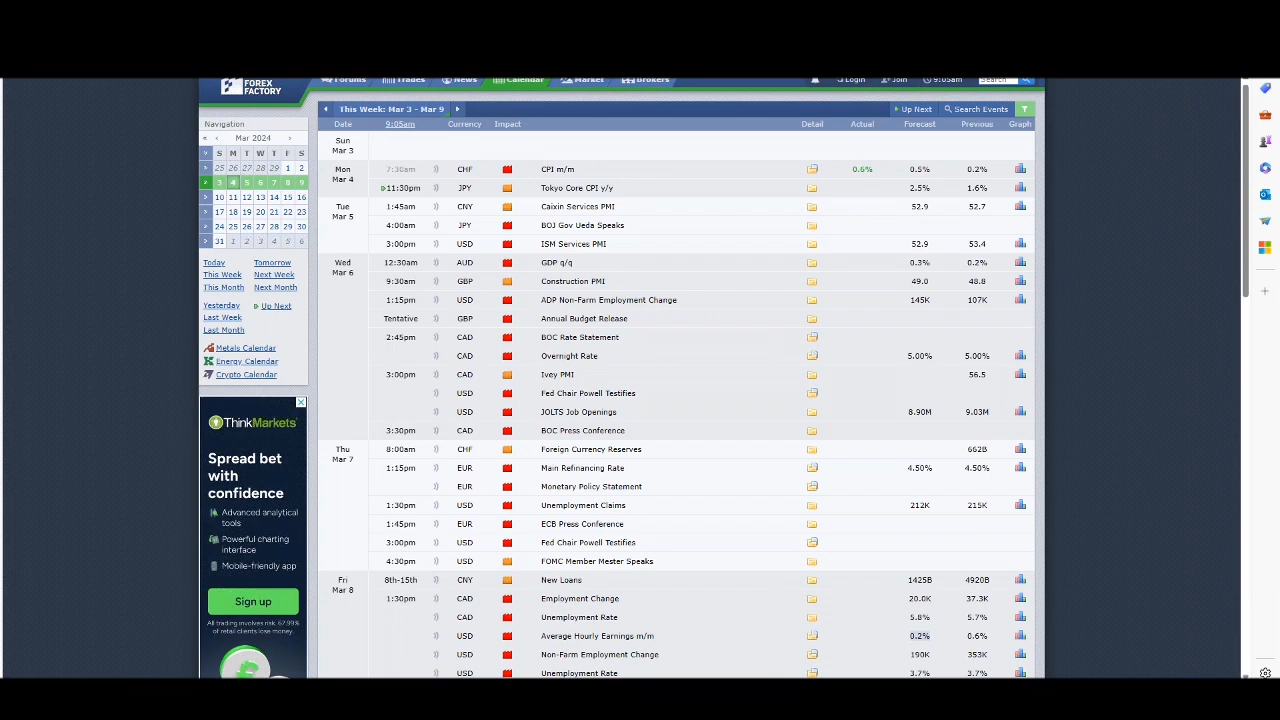 FOREX
FACTORY
Forums Trades News Calendar Market Brokers Login Join 9:05am Search
Navigation
« ‹ Mar 2024 ›
S M T W T F S
25 26 27 28 29 1 2
3 4 5 6 7 8 9
10 11 12 13 14 15 16
17 18 19 20 21 22 23
24 25 26 27 28 29 30
31 1 2 3 4 5 6
Today Tomorrow
This Week Next Week
This Month Next Month
Yesterday Up Next
Last Week
Last Month
Metals Calendar
Energy Calendar
Crypto Calendar
ThinkMarkets
Spread bet
with
confidence
Advanced analytical
tools
Powerful charting
interface
Mobile-friendly app
Sign up
All trading involves risk. 67.99%
of retail clients lose money.
This Week: Mar 3 - Mar 9 Up Next Search Events
Date 9:05am Currency Impact Detail Actual Forecast Previous Graph
Sun
Mar 3
Mon
Mar 4
7:30am CHF CPI m/m 0.6% 0.5% 0.2%
11:30pm JPY Tokyo Core CPI y/y 2.5% 1.6%
Tue
Mar 5
1:45am CNY Caixin Services PMI 52.9 52.7
4:00am JPY BOJ Gov Ueda Speaks
3:00pm USD ISM Services PMI 52.9 53.4
Wed
Mar 6
12:30am AUD GDP q/q 0.3% 0.2%
9:30am GBP Construction PMI 49.0 48.8
1:15pm USD ADP Non-Farm Employment Change 145K 107K
Tentative GBP Annual Budget Release
2:45pm CAD BOC Rate Statement
CAD Overnight Rate 5.00% 5.00%
3:00pm CAD Ivey PMI 56.5
USD Fed Chair Powell Testifies
USD JOLTS Job Openings 8.90M 9.03M
3:30pm CAD BOC Press Conference
Thu
Mar 7
8:00am CHF Foreign Currency Reserves 662B
1:15pm EUR Main Refinancing Rate 4.50% 4.50%
EUR Monetary Policy Statement
1:30pm USD Unemployment Claims 212K 215K
1:45pm EUR ECB Press Conference
3:00pm USD Fed Chair Powell Testifies
4:30pm USD FOMC Member Mester Speaks
Fri
Mar 8
8th-15th CNY New Loans 1425B 4920B
1:30pm CAD Employment Change 20.0K 37.3K
CAD Unemployment Rate 5.8% 5.7%
USD Average Hourly Earnings m/m 0.2% 0.6%
USD Non-Farm Employment Change 190K 353K
USD Unemployment Rate 3.7% 3.7%